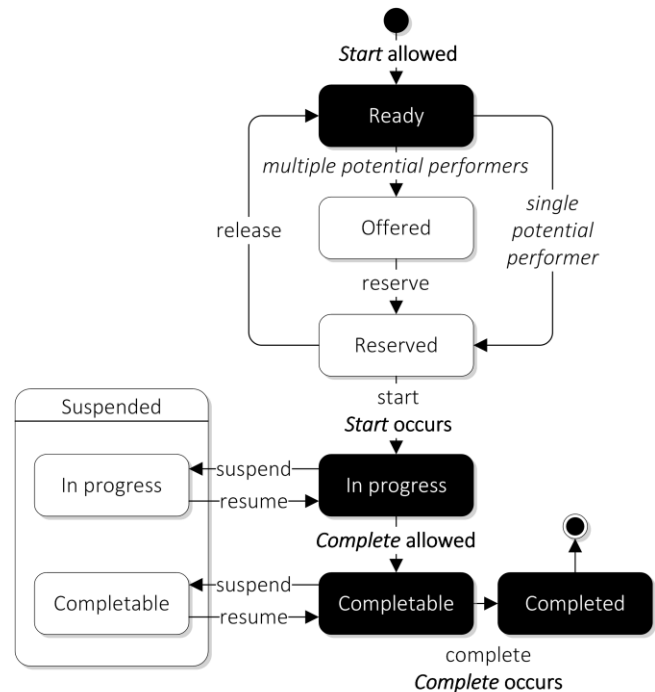 Start allowed
Ready
multiple potential performers
single
potential
performer
release
Offered
reserve
Reserved
start
Start occurs
Suspended
In progress
suspend
resume
In progress
Complete allowed
Completable
suspend
resume
Completable
Completed
complete
Complete occurs